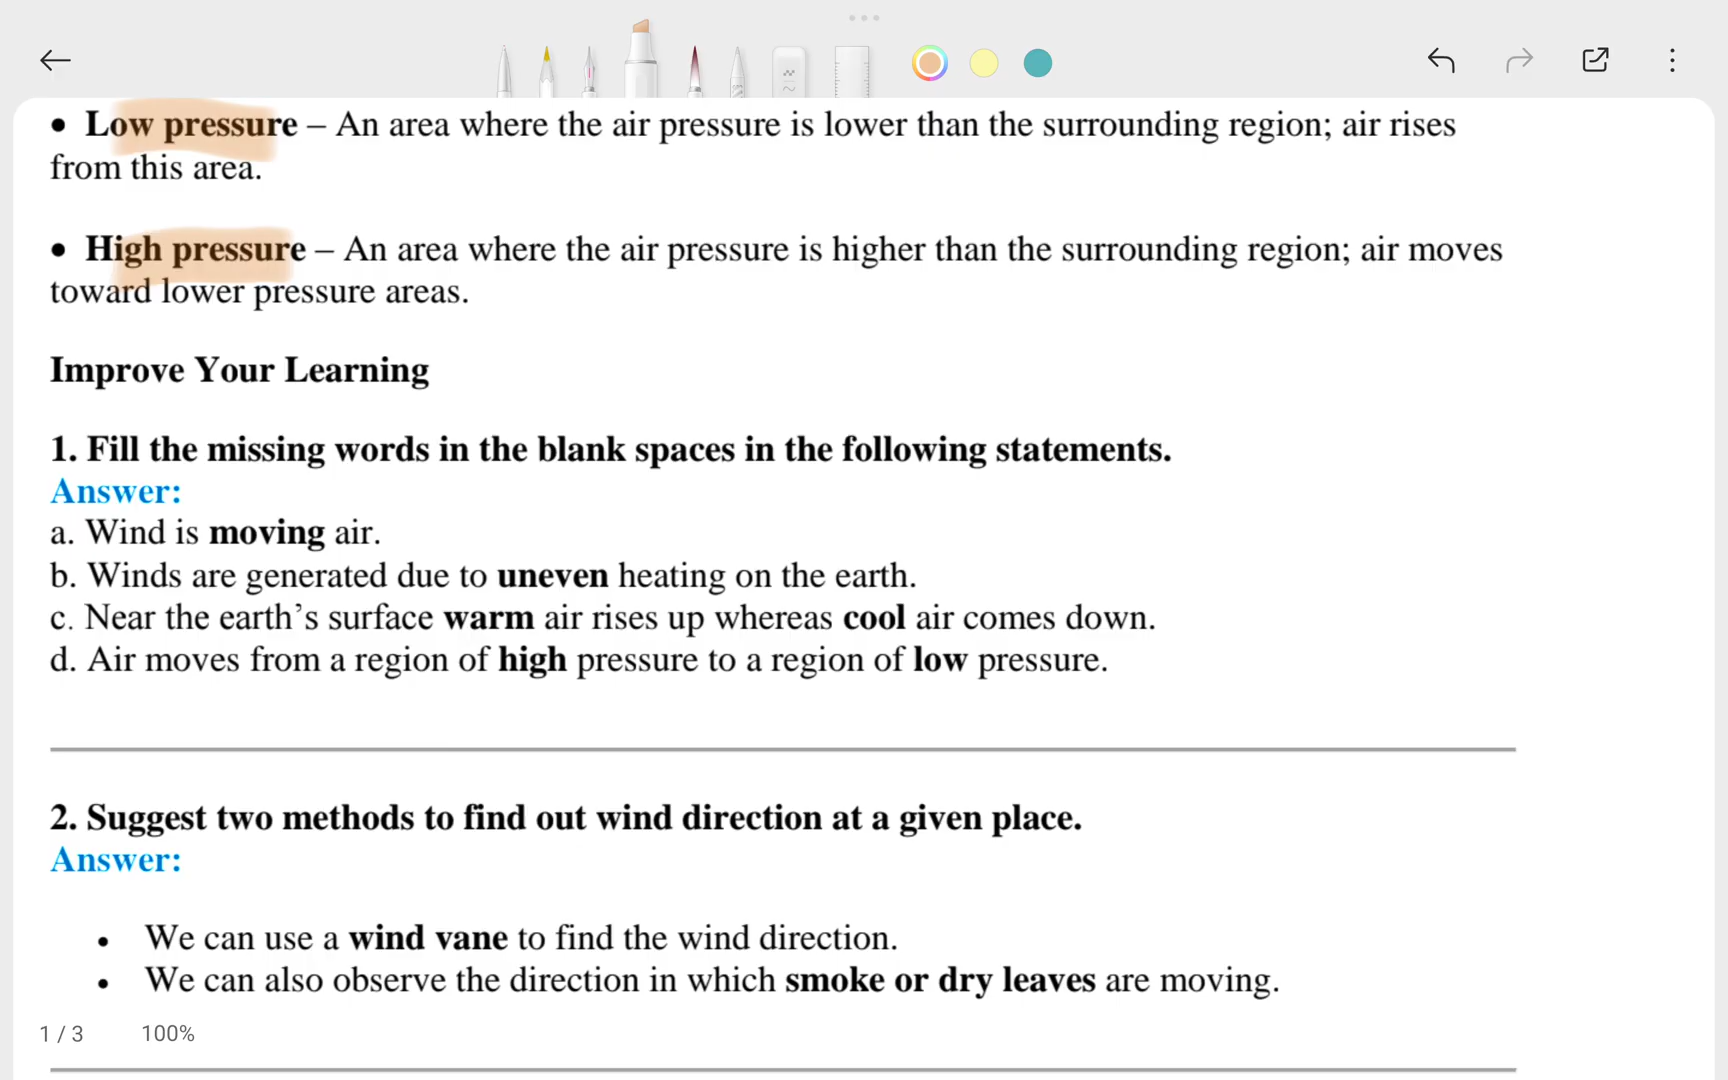 • Low pressure – An area where the air pressure is lower than the surrounding region; air rises
from this area.
• High pressure – An area where the air pressure is higher than the surrounding region; air moves
toward lower pressure areas.
Improve Your Learning
1. Fill the missing words in the blank spaces in the following statements.
Answer:
a. Wind is moving air.
b. Winds are generated due to uneven heating on the earth.
c. Near the earth’s surface warm air rises up whereas cool air comes down.
d. Air moves from a region of high pressure to a region of low pressure.
2. Suggest two methods to find out wind direction at a given place.
Answer:
• We can use a wind vane to find the wind direction.
• We can also observe the direction in which smoke or dry leaves are moving.
1 / 3 100%